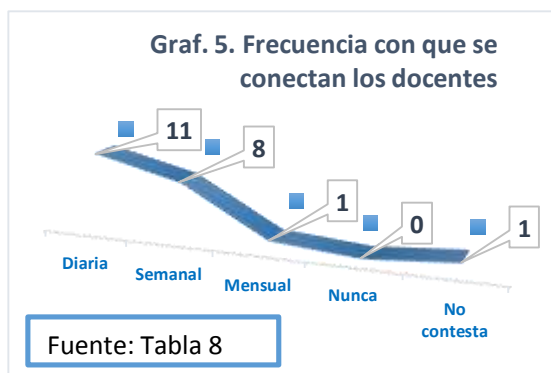 Graf. 5. Frecuencia con que se
conectan los docentes
11
8
1
0
1
Diaria
Semanal
Mensual
Nunca
No
contesta
Fuente: Tabla 8